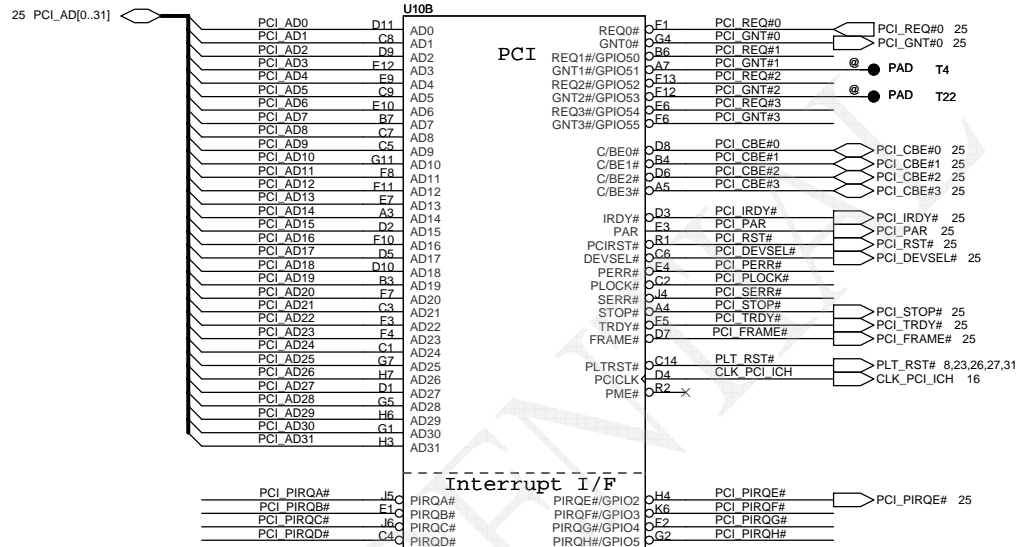 U10B
25 PCI_AD[0..31]
PCI
PCI_AD0 D11 AD0
PCI_AD1 C8 AD1
PCI_AD2 D9 AD2
PCI_AD3 E12 AD3
PCI_AD4 E9 AD4
PCI_AD5 C9 AD5
PCI_AD6 E10 AD6
PCI_AD7 B7 AD7
PCI_AD8 C7 AD8
PCI_AD9 C5 AD9
PCI_AD10 G11 AD10
PCI_AD11 F8 AD11
PCI_AD12 F11 AD12
PCI_AD13 E7 AD13
PCI_AD14 A3 AD14
PCI_AD15 D2 AD15
PCI_AD16 F10 AD16
PCI_AD17 D5 AD17
PCI_AD18 D10 AD18
PCI_AD19 B3 AD19
PCI_AD20 F7 AD20
PCI_AD21 C3 AD21
PCI_AD22 F3 AD22
PCI_AD23 F4 AD23
PCI_AD24 C1 AD24
PCI_AD25 G7 AD25
PCI_AD26 H7 AD26
PCI_AD27 D1 AD27
PCI_AD28 G5 AD28
PCI_AD29 H6 AD29
PCI_AD30 G1 AD30
PCI_AD31 H3 AD31
REQ0# F1 PCI_REQ#0 PCI_REQ#0 25
GNT0# G4 PCI_GNT#0 PCI_GNT#0 25
REQ1#/GPIO50 B6 PCI_REQ#1
GNT1#/GPIO51 A7 PCI_GNT#1 @ PAD T4
REQ2#/GPIO52 F13 PCI_REQ#2
GNT2#/GPIO53 F12 PCI_GNT#2 @ PAD T22
REQ3#/GPIO54 E6 PCI_REQ#3
GNT3#/GPIO55 F6 PCI_GNT#3
C/BE0# D8 PCI_CBE#0 PCI_CBE#0 25
C/BE1# B4 PCI_CBE#1 PCI_CBE#1 25
C/BE2# D6 PCI_CBE#2 PCI_CBE#2 25
C/BE3# A5 PCI_CBE#3 PCI_CBE#3 25
IRDY# D3 PCI_IRDY# PCI_IRDY# 25
PAR E3 PCI_PAR PCI_PAR 25
PCIRST# R1 PCI_RST# PCI_RST# 25
DEVSEL# C6 PCI_DEVSEL# PCI_DEVSEL# 25
PERR# E4 PCI_PERR#
PLOCK# C2 PCI_PLOCK#
SERR# J4 PCI_SERR#
STOP# A4 PCI_STOP# PCI_STOP# 25
TRDY# F5 PCI_TRDY# PCI_TRDY# 25
FRAME# D7 PCI_FRAME# PCI_FRAME# 25
PLTRST# C14 PLT_RST# PLT_RST# 8,23,26,27,31
PCICLK D4 CLK_PCI_ICH CLK_PCI_ICH 16
PME# R2
Interrupt I/F
PCI_PIRQA# J5 PIRQA# PIRQE#/GPIO2 H4 PCI_PIRQE# PCI_PIRQE# 25
PCI_PIRQB# E1 PIRQB# PIRQF#/GPIO3 K6 PCI_PIRQF#
PCI_PIRQC# J6 PIRQC# PIRQG#/GPIO4 F2 PCI_PIRQG#
PCI_PIRQD# C4 PIRQD# PIRQH#/GPIO5 G2 PCI_PIRQH#